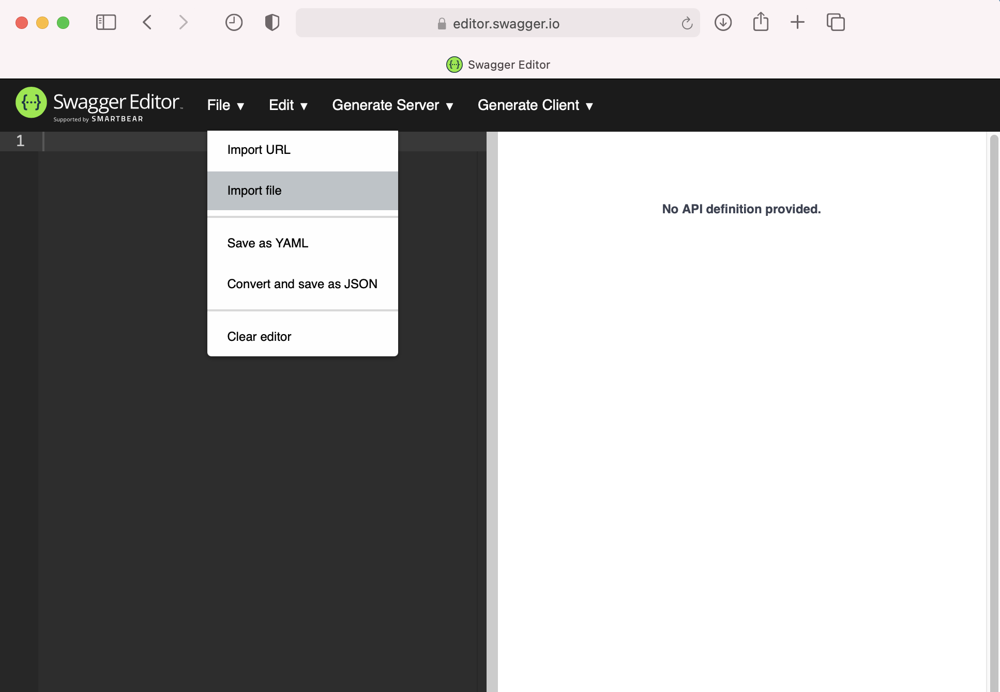 editor.swagger.io
Swagger Editor
Swagger Editor™
Supported by SMARTBEAR
File ▼ Edit ▼ Generate Server ▼ Generate Client ▼
1
Import URL
Import file
Save as YAML
Convert and save as JSON
Clear editor
No API definition provided.